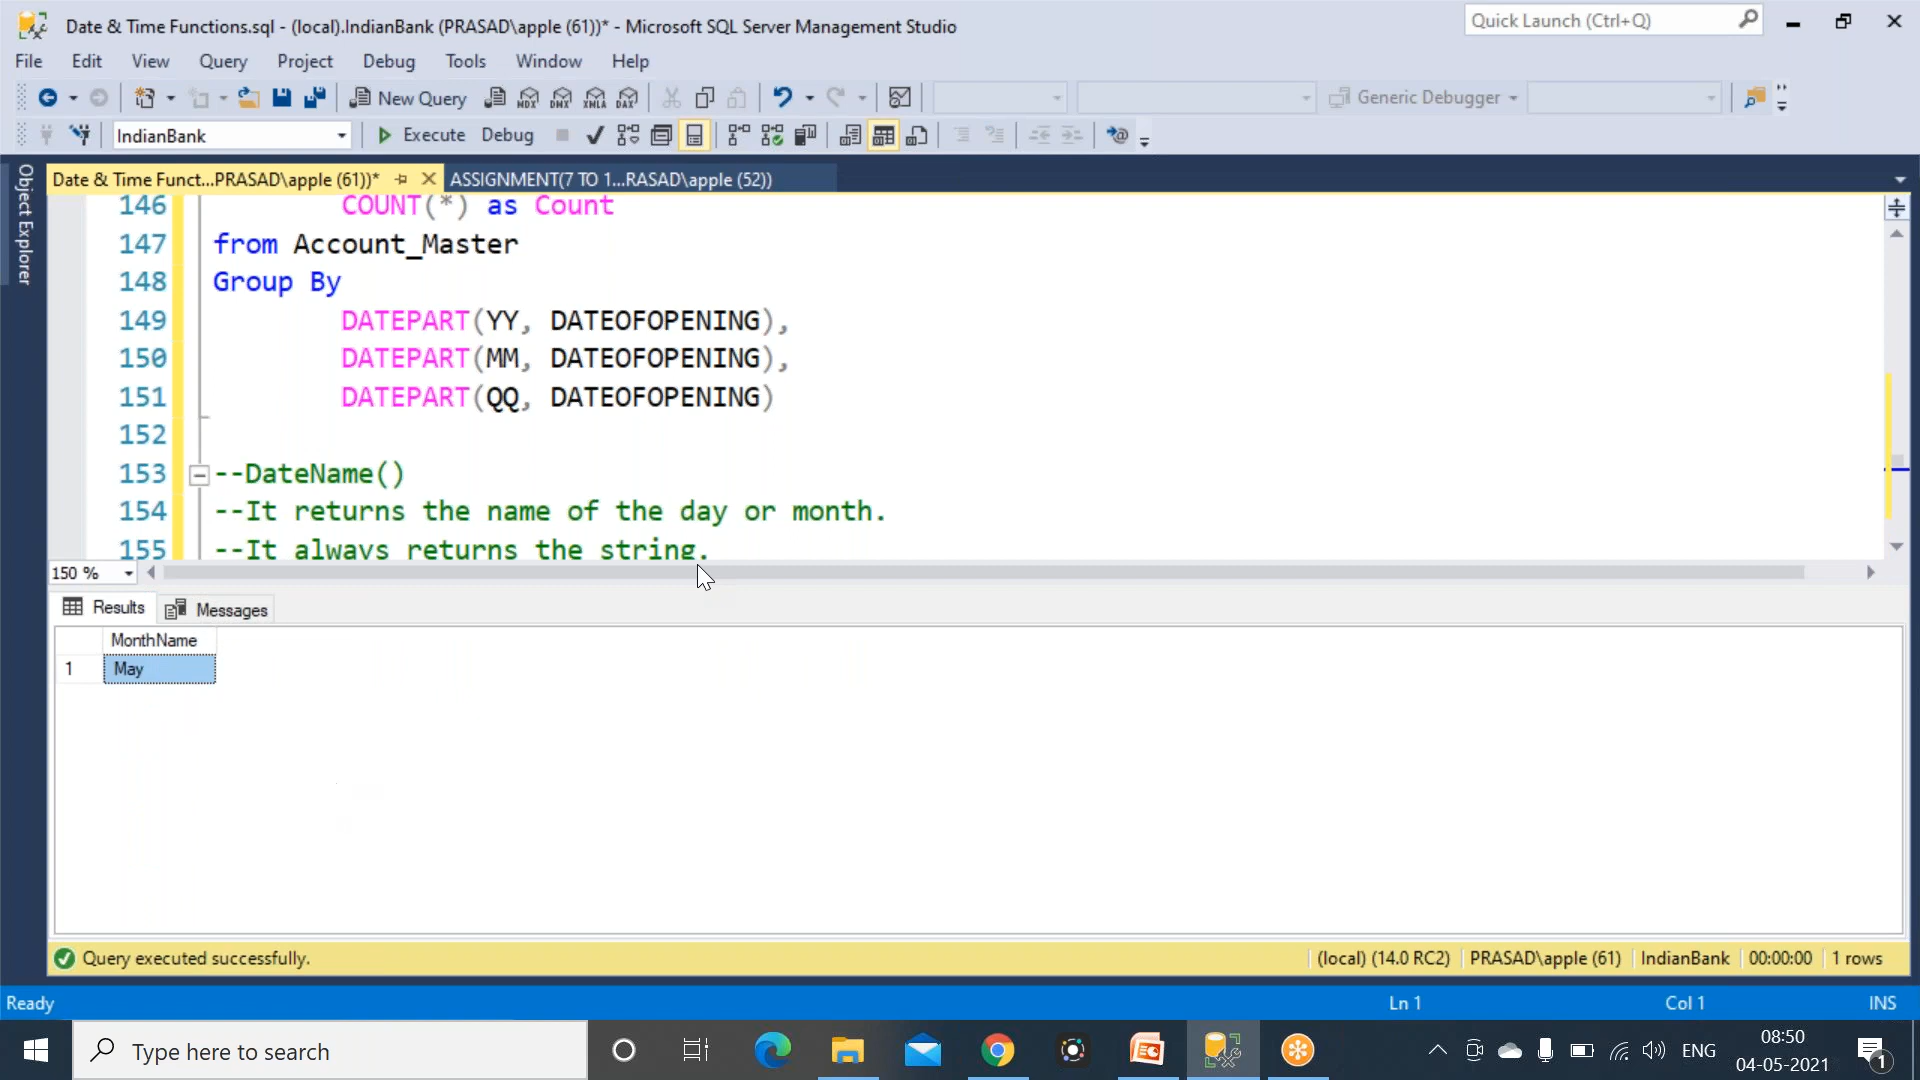 Date & Time Functions.sql - (local).IndianBank (PRASAD\apple (61))* - Microsoft SQL Server Management Studio
Quick Launch (Ctrl+Q)
File Edit View Query Project Debug Tools Window Help
New Query MDX DMX XMLA DAX Generic Debugger
IndianBank Execute Debug
Object Explorer
Date & Time Funct...PRASAD\apple (61))* ASSIGNMENT(7 TO 1...RASAD\apple (52))
146 COUNT(*) as Count
147 from Account_Master
148 Group By
149 DATEPART(YY, DATEOFOPENING),
150 DATEPART(MM, DATEOFOPENING),
151 DATEPART(QQ, DATEOFOPENING)
152
153 --DateName()
154 --It returns the name of the day or month.
155 --It always returns the string.
150 %
Results Messages
MonthName
1 May
Query executed successfully. (local) (14.0 RC2) PRASAD\apple (61) IndianBank 00:00:00 1 rows
Ready Ln 1 Col 1 INS
Type here to search
ENG
08:50
04-05-2021
1